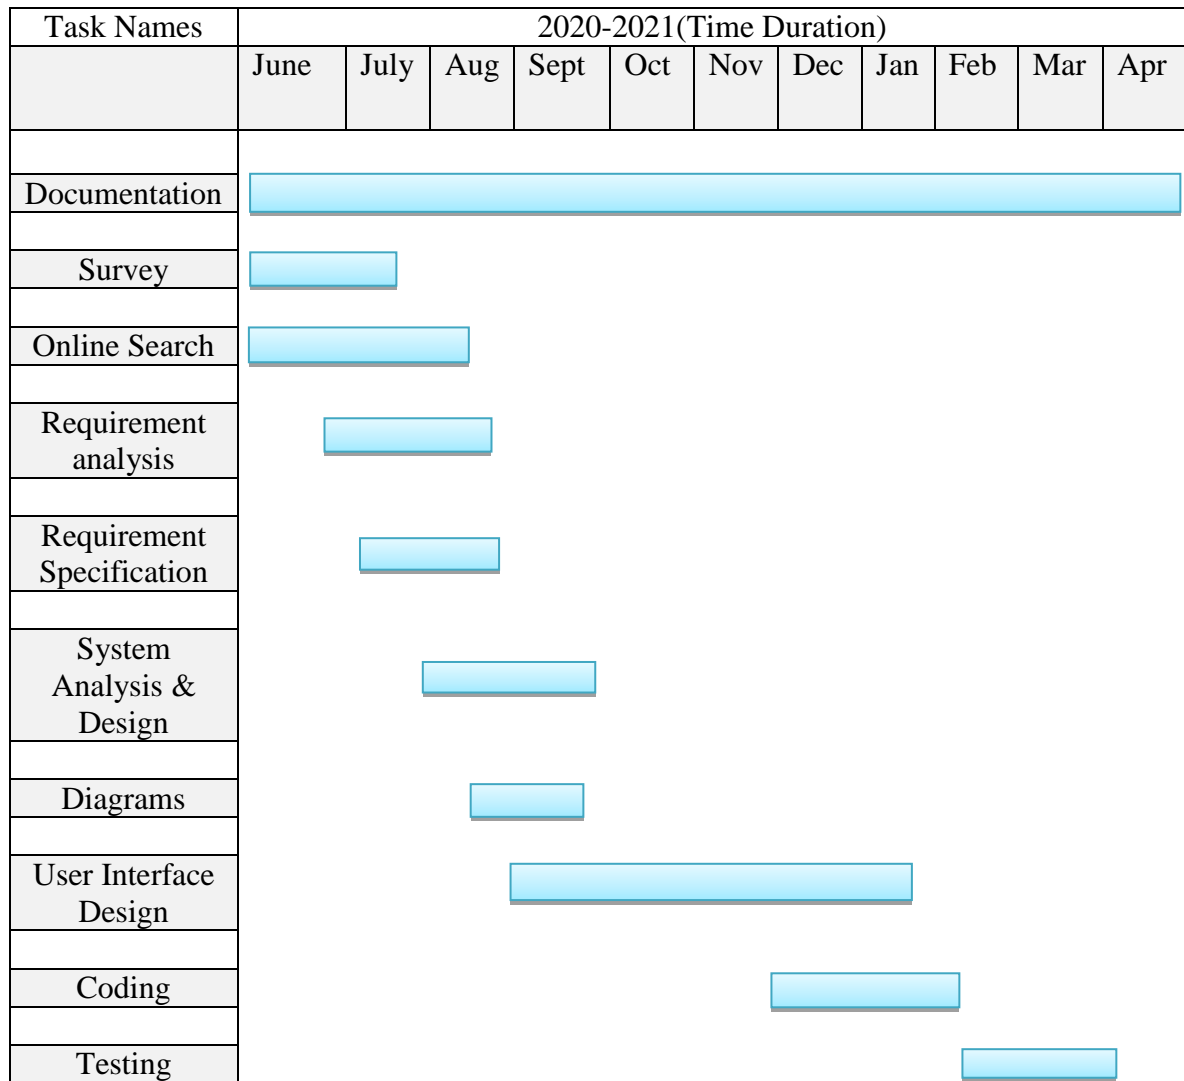 Task Names
2020-2021(Time Duration)
June July Aug Sept Oct Nov Dec Jan Feb Mar Apr
Documentation
Survey
Online Search
Requirement
analysis
Requirement
Specification
System
Analysis &
Design
Diagrams
User Interface
Design
Coding
Testing